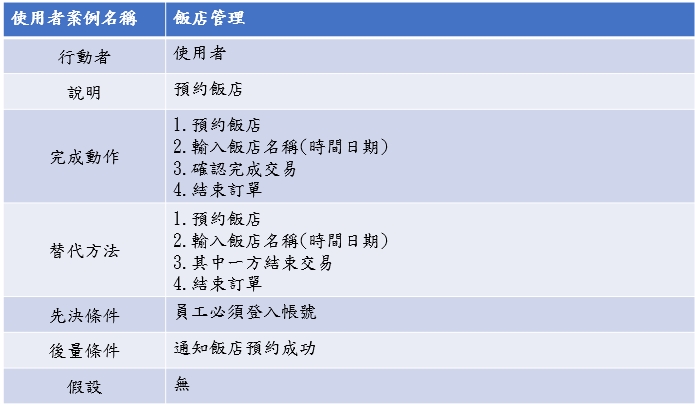 使用者案例名稱 飯店管理
行動者 使用者
說明 預約飯店
完成動作
1.預約飯店
2.輸入飯店名稱(時間日期)
3.確認完成交易
4.結束訂單
替代方法
1.預約飯店
2.輸入飯店名稱(時間日期)
3.其中一方結束交易
4.結束訂單
先決條件 員工必須登入帳號
後量條件 通知飯店預約成功
假設 無